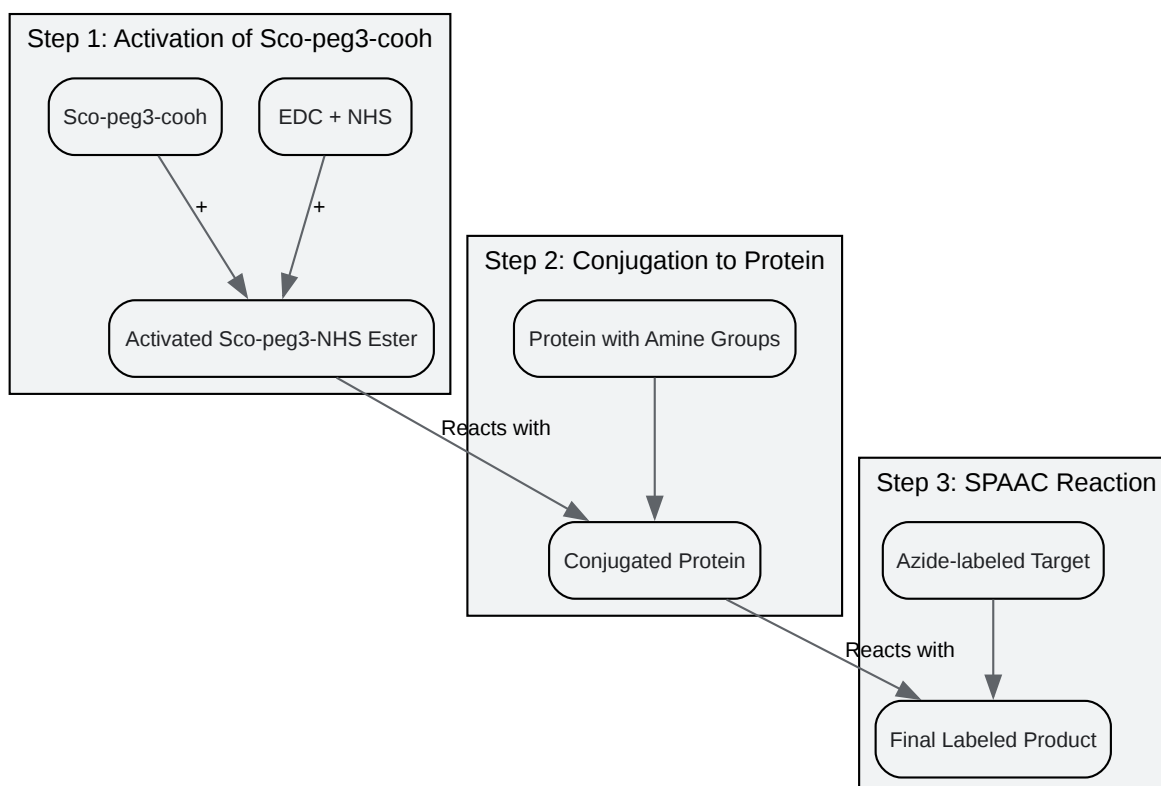 Step 1: Activation of Sco-peg3-cooh
Sco-peg3-cooh
EDC + NHS
+
+
Activated Sco-peg3-NHS Ester
Reacts with
Step 2: Conjugation to Protein
Protein with Amine Groups
Conjugated Protein
Reacts with
Step 3: SPAAC Reaction
Azide-labeled Target
Final Labeled Product